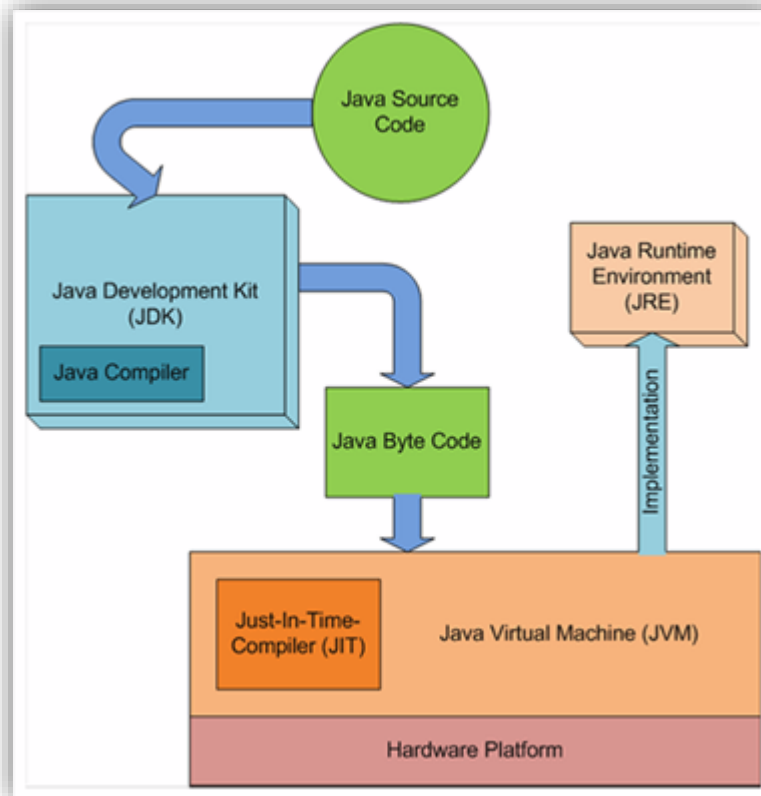 Java Source
Code
Java Development Kit
(JDK)
Java Compiler
Java Runtime
Environment
(JRE)
Java Byte Code
Implementation
Just-In-Time-
Compiler (JIT)
Java Virtual Machine (JVM)
Hardware Platform